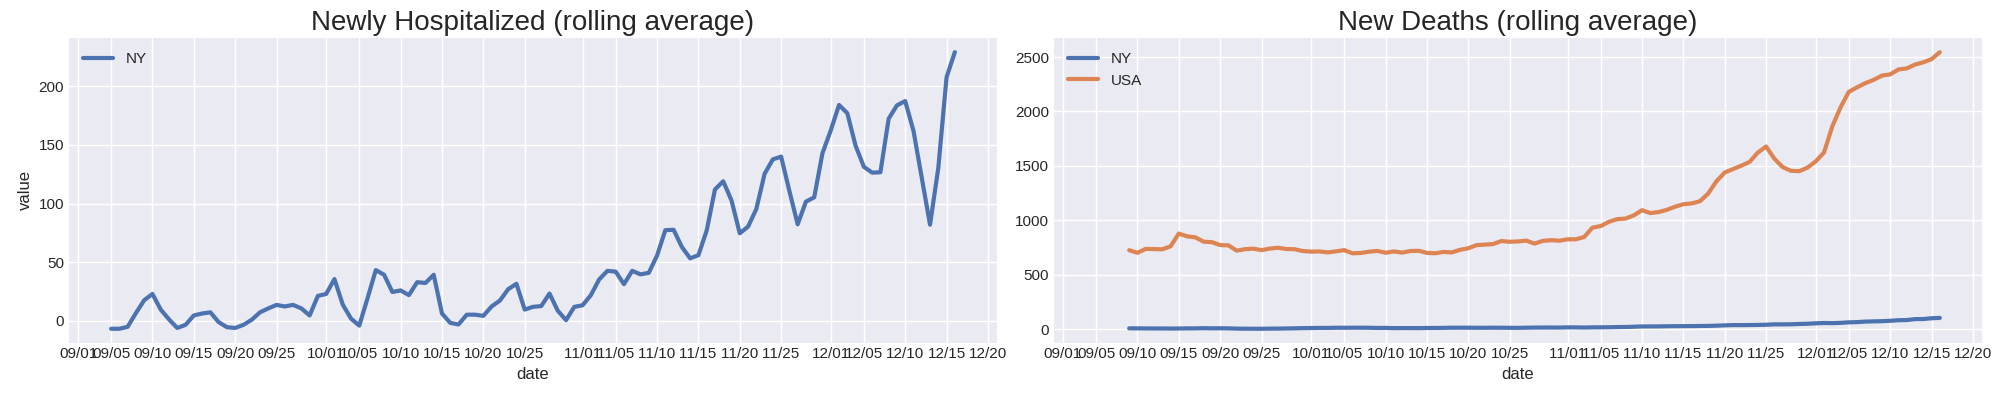 Newly Hospitalized (rolling average)
NY
200
150
100
50
0
value
09/01 09/05 09/10 09/15 09/20 09/25 10/01 10/05 10/10 10/15 10/20 10/25 11/01 11/05 11/10 11/15 11/20 11/25 12/01 12/05 12/10 12/15 12/20
date
New Deaths (rolling average)
NY
USA
2500
2000
1500
1000
500
0
09/01 09/05 09/10 09/15 09/20 09/25 10/01 10/05 10/10 10/15 10/20 10/25 11/01 11/05 11/10 11/15 11/20 11/25 12/01 12/05 12/10 12/15 12/20
date